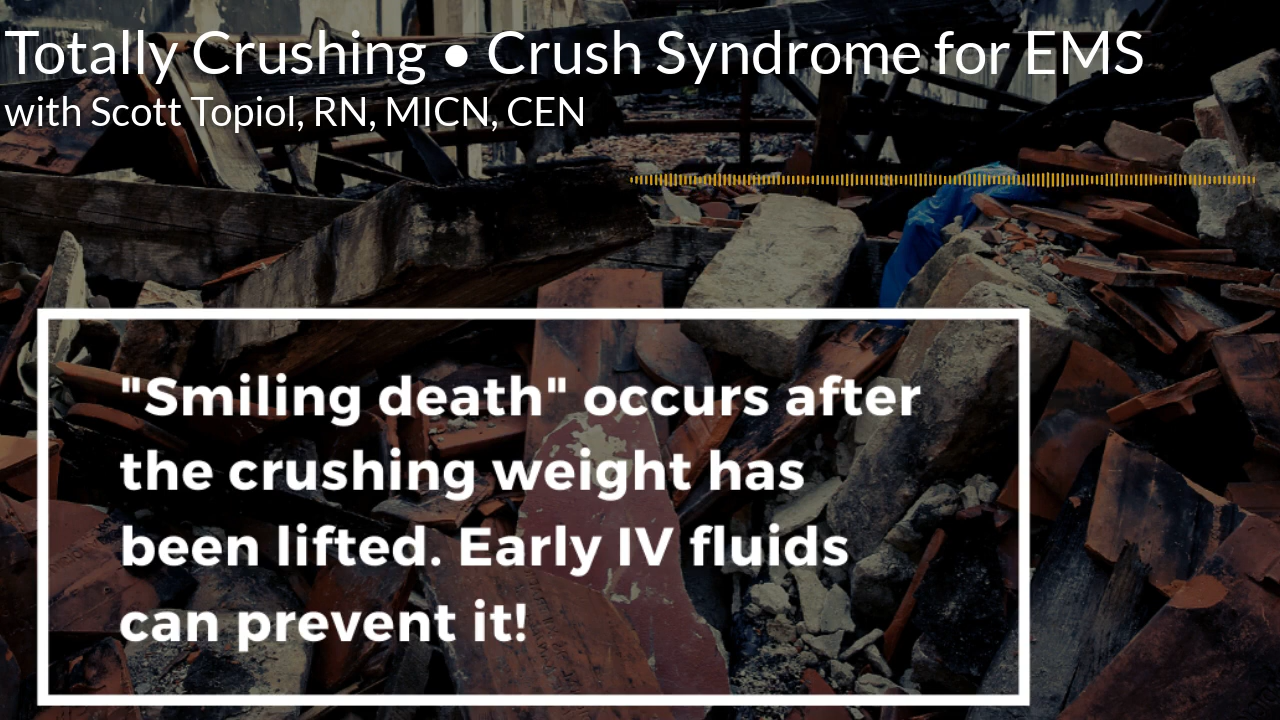 Totally Crushing • Crush Syndrome for EMS
with Scott Topiol, RN, MICN, CEN
"Smiling death" occurs after
the crushing weight has
been lifted. Early IV fluids
can prevent it!